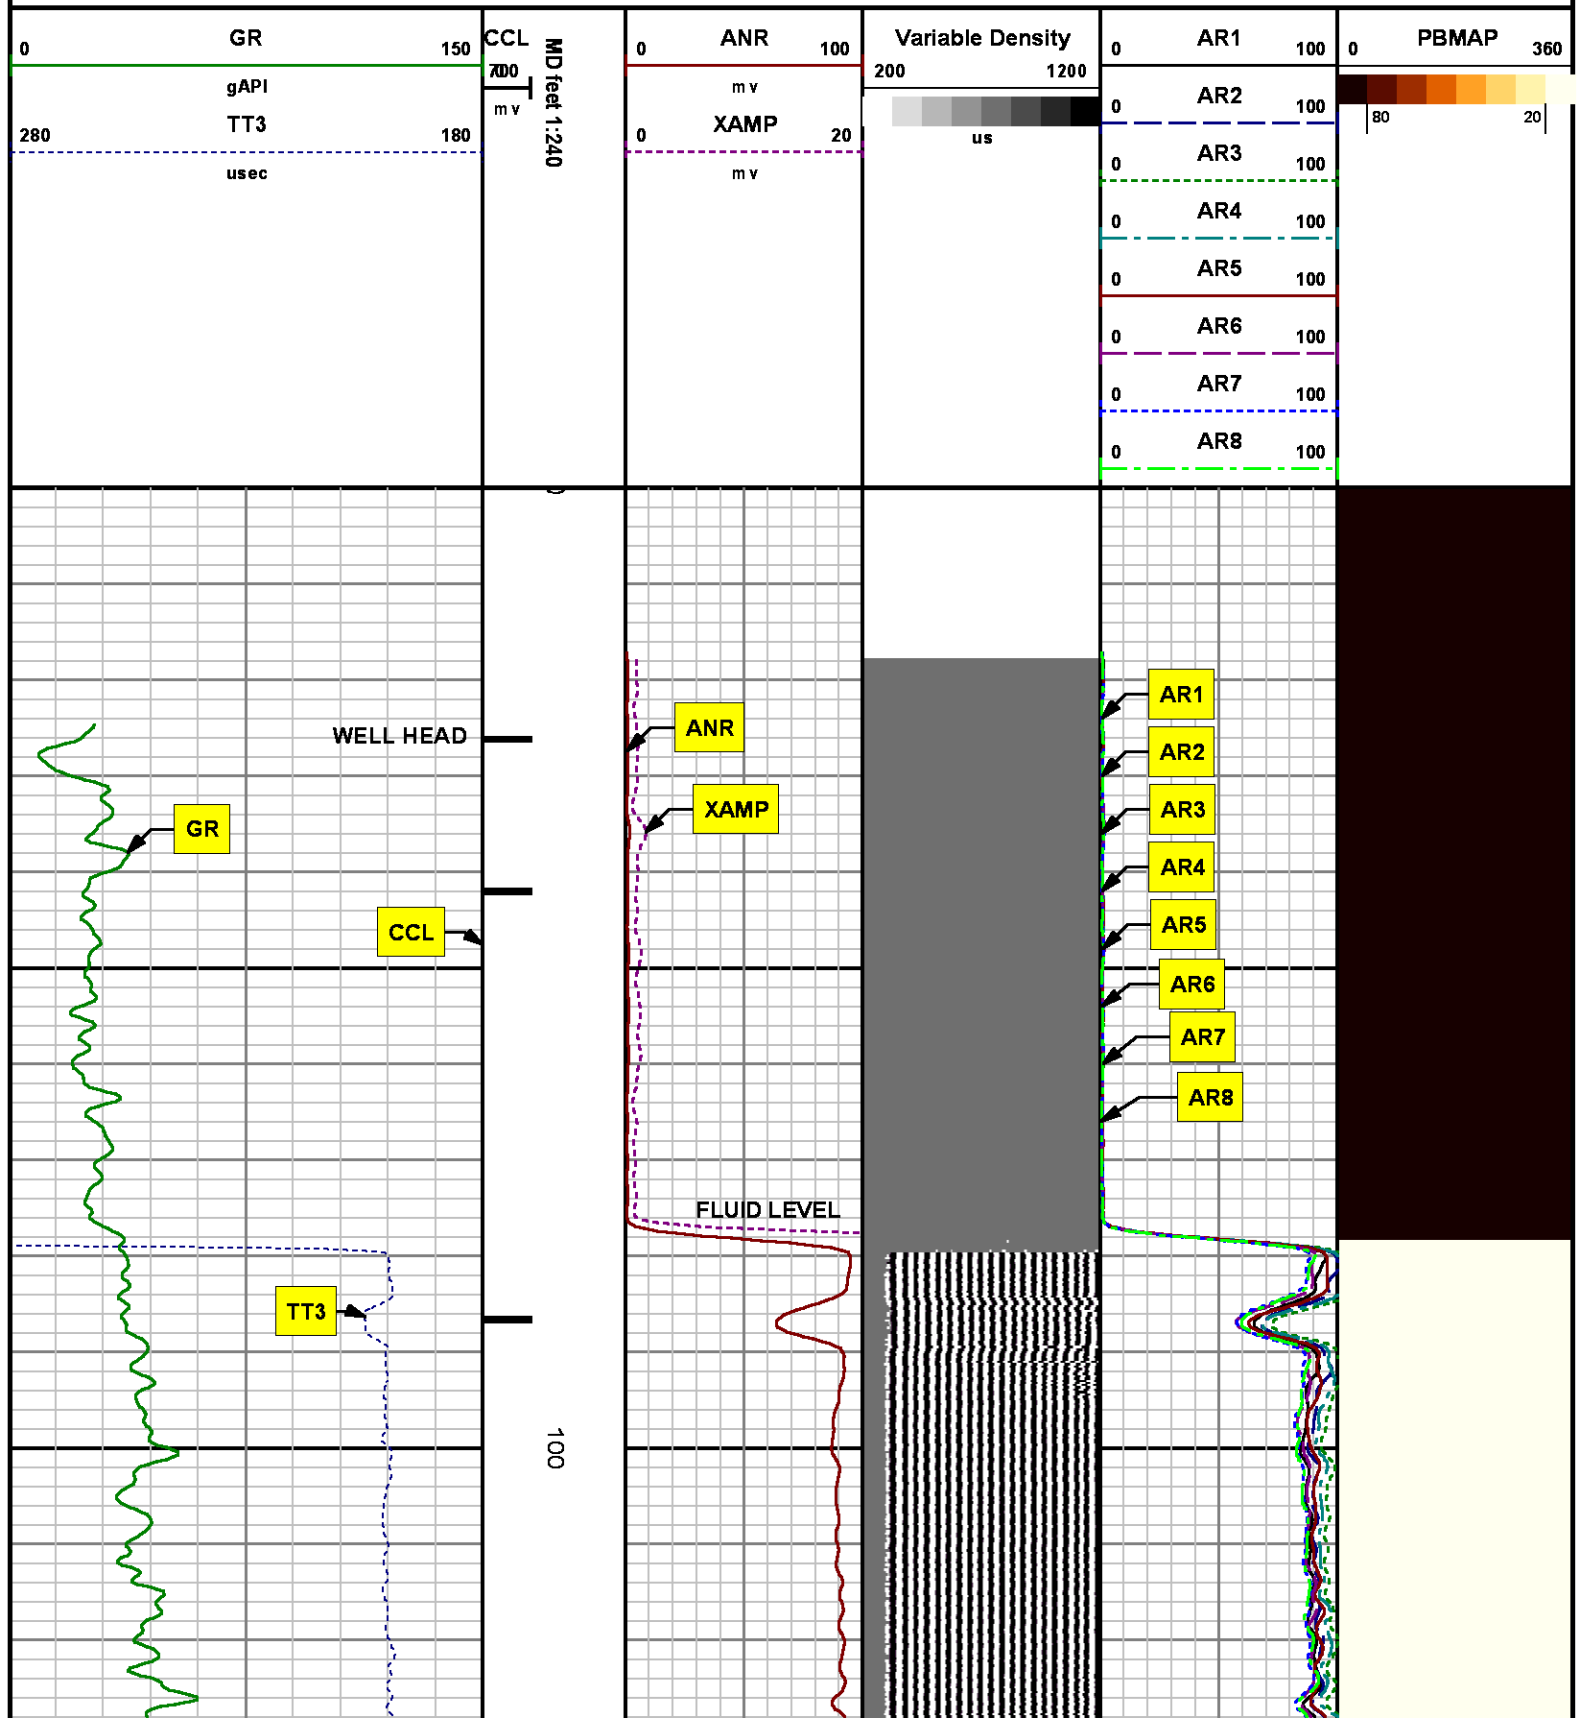 GR
0 150
gAPI
TT3
280 180
usec
CCL
700
mv
MD feet 1:240
ANR
0 100
mv
XAMP
0 20
mv
Variable Density
200 1200
us
AR1
0 100
AR2
0 100
AR3
0 100
AR4
0 100
AR5
0 100
AR6
0 100
AR7
0 100
AR8
0 100
PBMAP
0 360
80 20
WELL HEAD
GR
CCL
TT3
100
ANR
XAMP
FLUID LEVEL
AR1
AR2
AR3
AR4
AR5
AR6
AR7
AR8